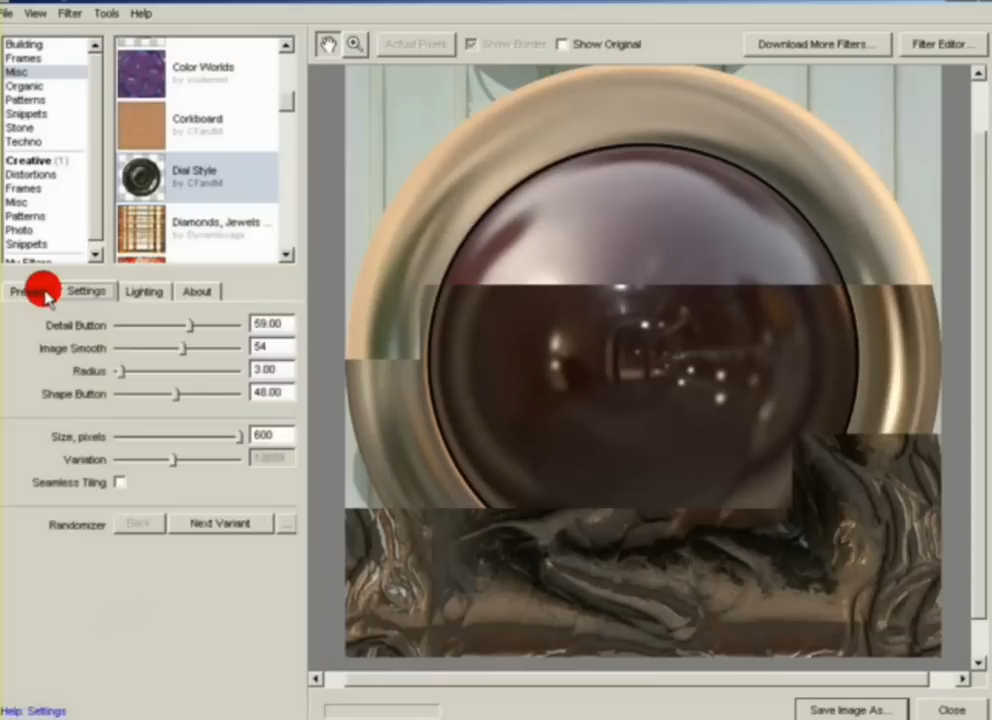 File View Filter Tools Help
Actual Pixels
Show Border
Show Original
Download More Filters...
Filter Editor...
Building
Frames
Misc
Organic
Patterns
Snippets
Stone
Techno
Creative (1)
Distortions
Frames
Misc
Patterns
Photo
Snippets
My Filters
Color Worlds
Corkboard
by CFandM
Dial Style
by CFandM
Diamonds, Jewels ...
Settings
Lighting
About
Detail Button 59.00
Image Smooth 54
Radius 3.00
Shape Button 48.00
Size, pixels 600
Variation
Seamless Tiling
Randomizer
Back
Next Variant
...
Help: Settings
Save Image As...
Close